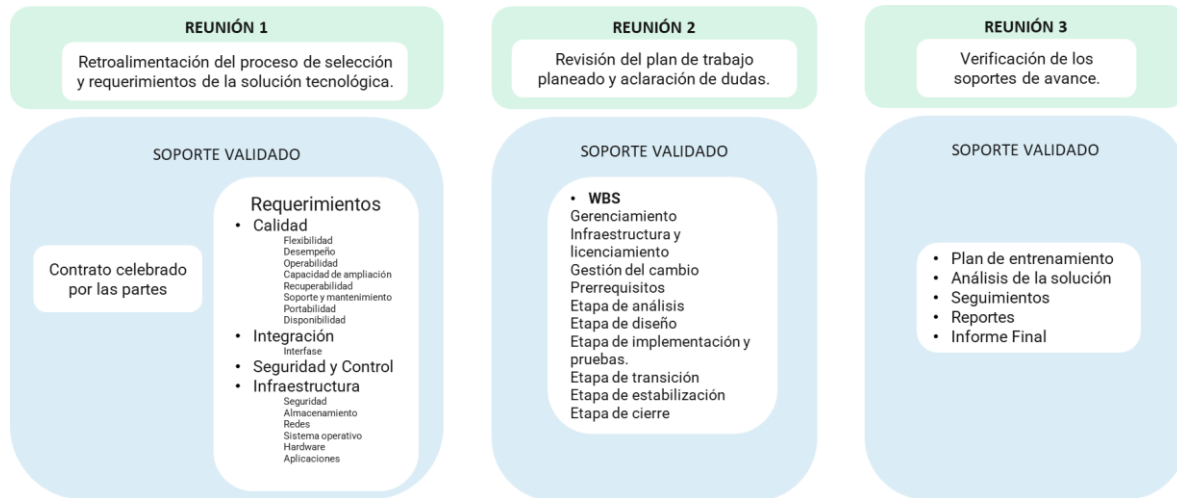 REUNIÓN 1
Retroalimentación del proceso de selección
y requerimientos de la solución tecnológica.
SOPORTE VALIDADO
Contrato celebrado
por las partes
Requerimientos
• Calidad
Flexibilidad
Desempeño
Operabilidad
Capacidad de ampliación
Recuperabilidad
Soporte y mantenimiento
Portabilidad
Disponibilidad
• Integración
Interfase
• Seguridad y Control
• Infraestructura
Seguridad
Almacenamiento
Redes
Sistema operativo
Hardware
Aplicaciones
REUNIÓN 2
Revisión del plan de trabajo
planeado y aclaración de dudas.
SOPORTE VALIDADO
• WBS
Gerenciamiento
Infraestructura y
licenciamiento
Gestión del cambio
Prerrequisitos
Etapa de análisis
Etapa de diseño
Etapa de implementación y
pruebas.
Etapa de transición
Etapa de estabilización
Etapa de cierre
REUNIÓN 3
Verificación de los
soportes de avance.
SOPORTE VALIDADO
• Plan de entrenamiento
• Análisis de la solución
• Seguimientos
• Reportes
• Informe Final